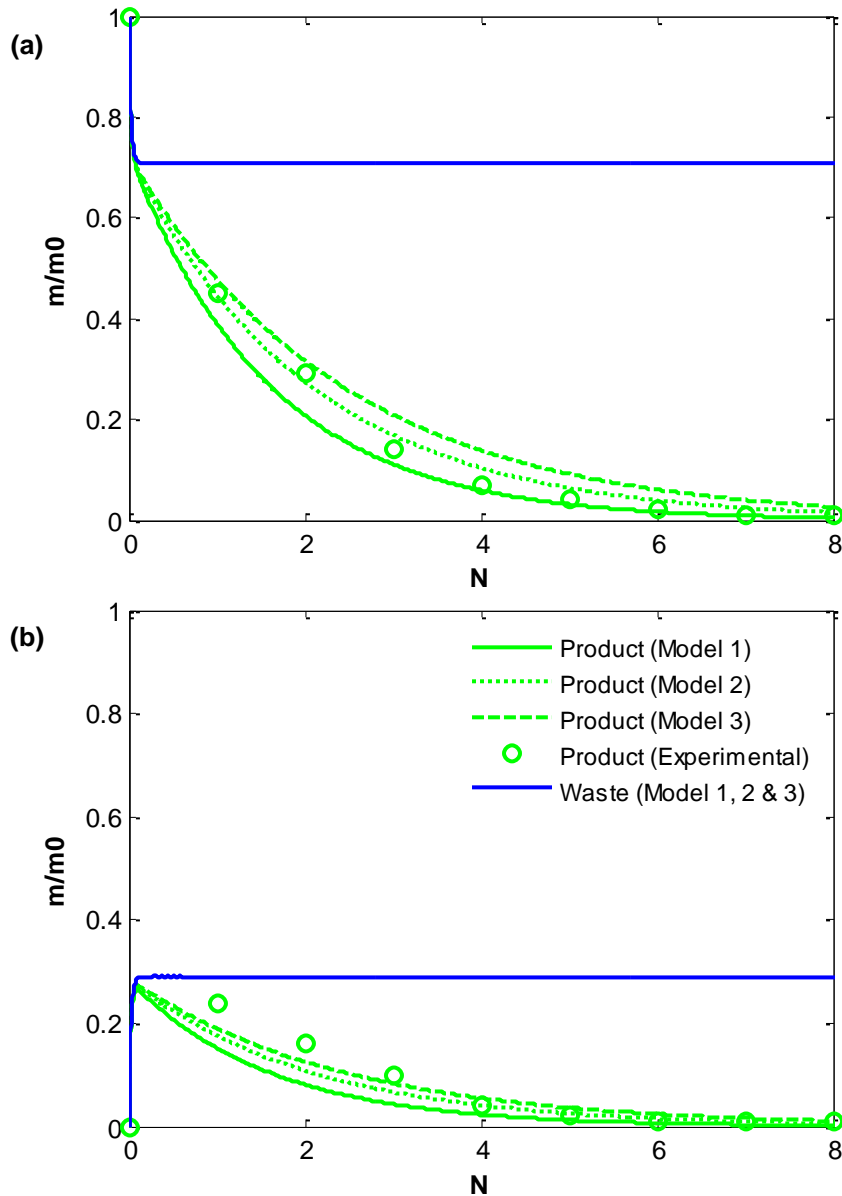 (a)
1
0.8
0.6
0.4
0.2
0
m/m0
0 2 4 6 8
N
(b)
1
0.8
0.6
0.4
0.2
0
m/m0
Product (Model 1)
Product (Model 2)
Product (Model 3)
Product (Experimental)
Waste (Model 1, 2 & 3)
0 2 4 6 8
N